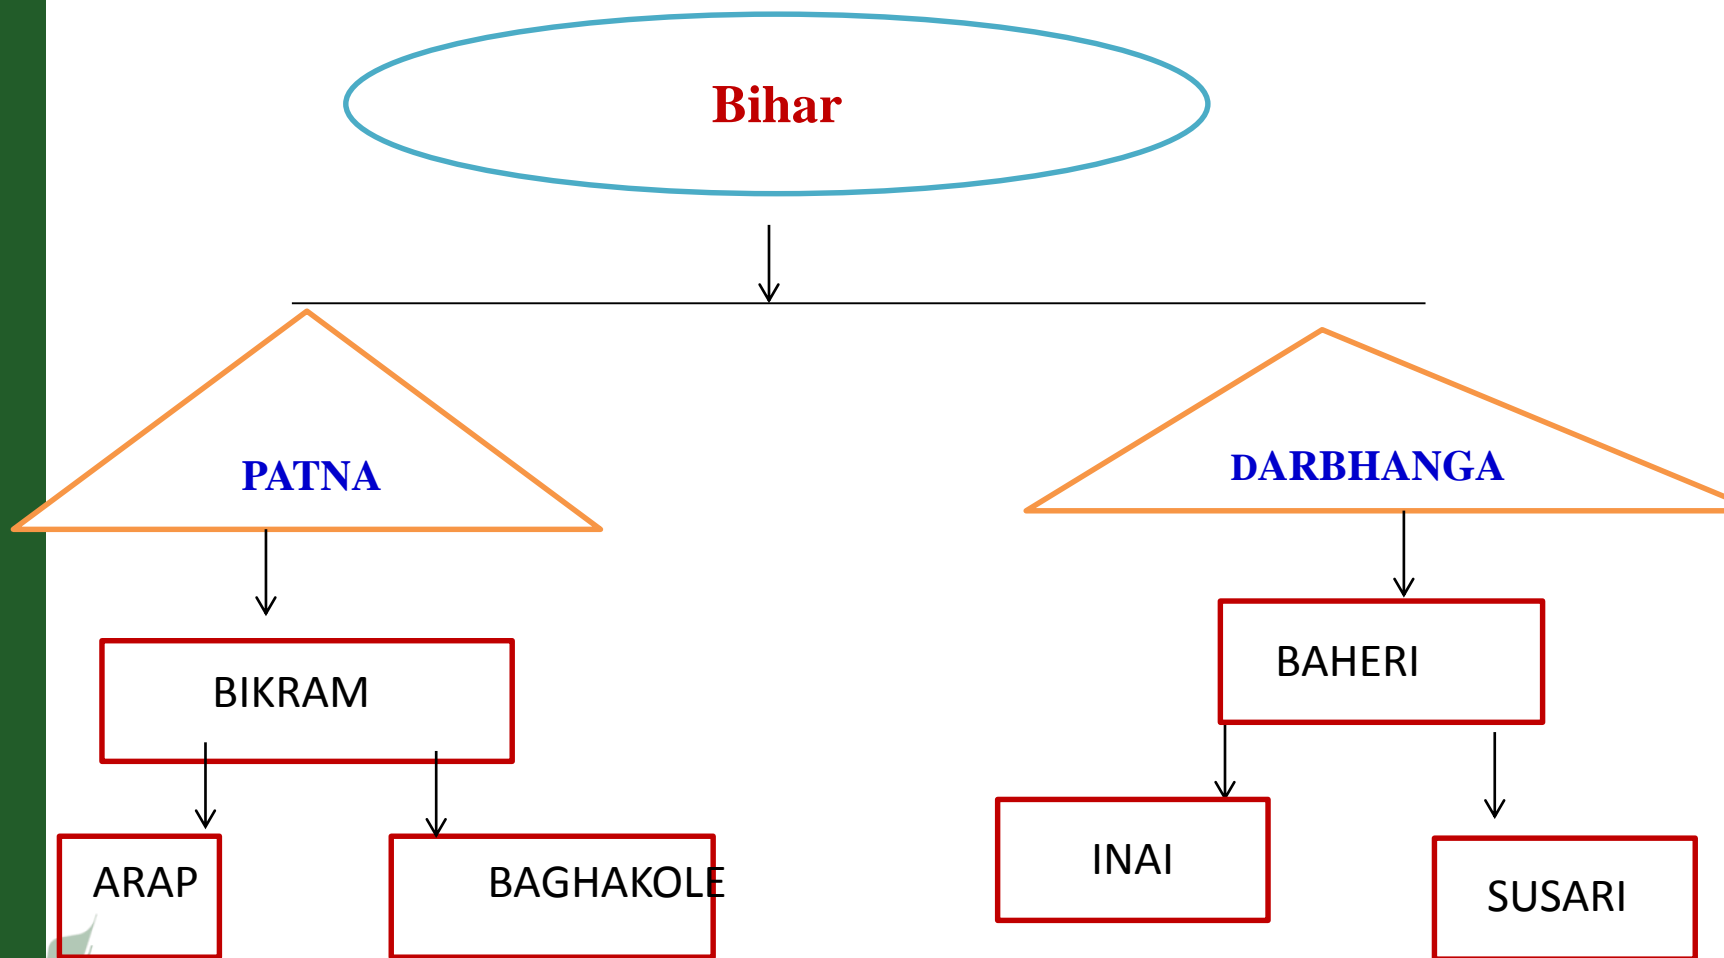 Bihar
PATNA
DARBHANGA
BIKRAM
BAHERI
ARAP
BAGHAKOLE
INAI
SUSARI